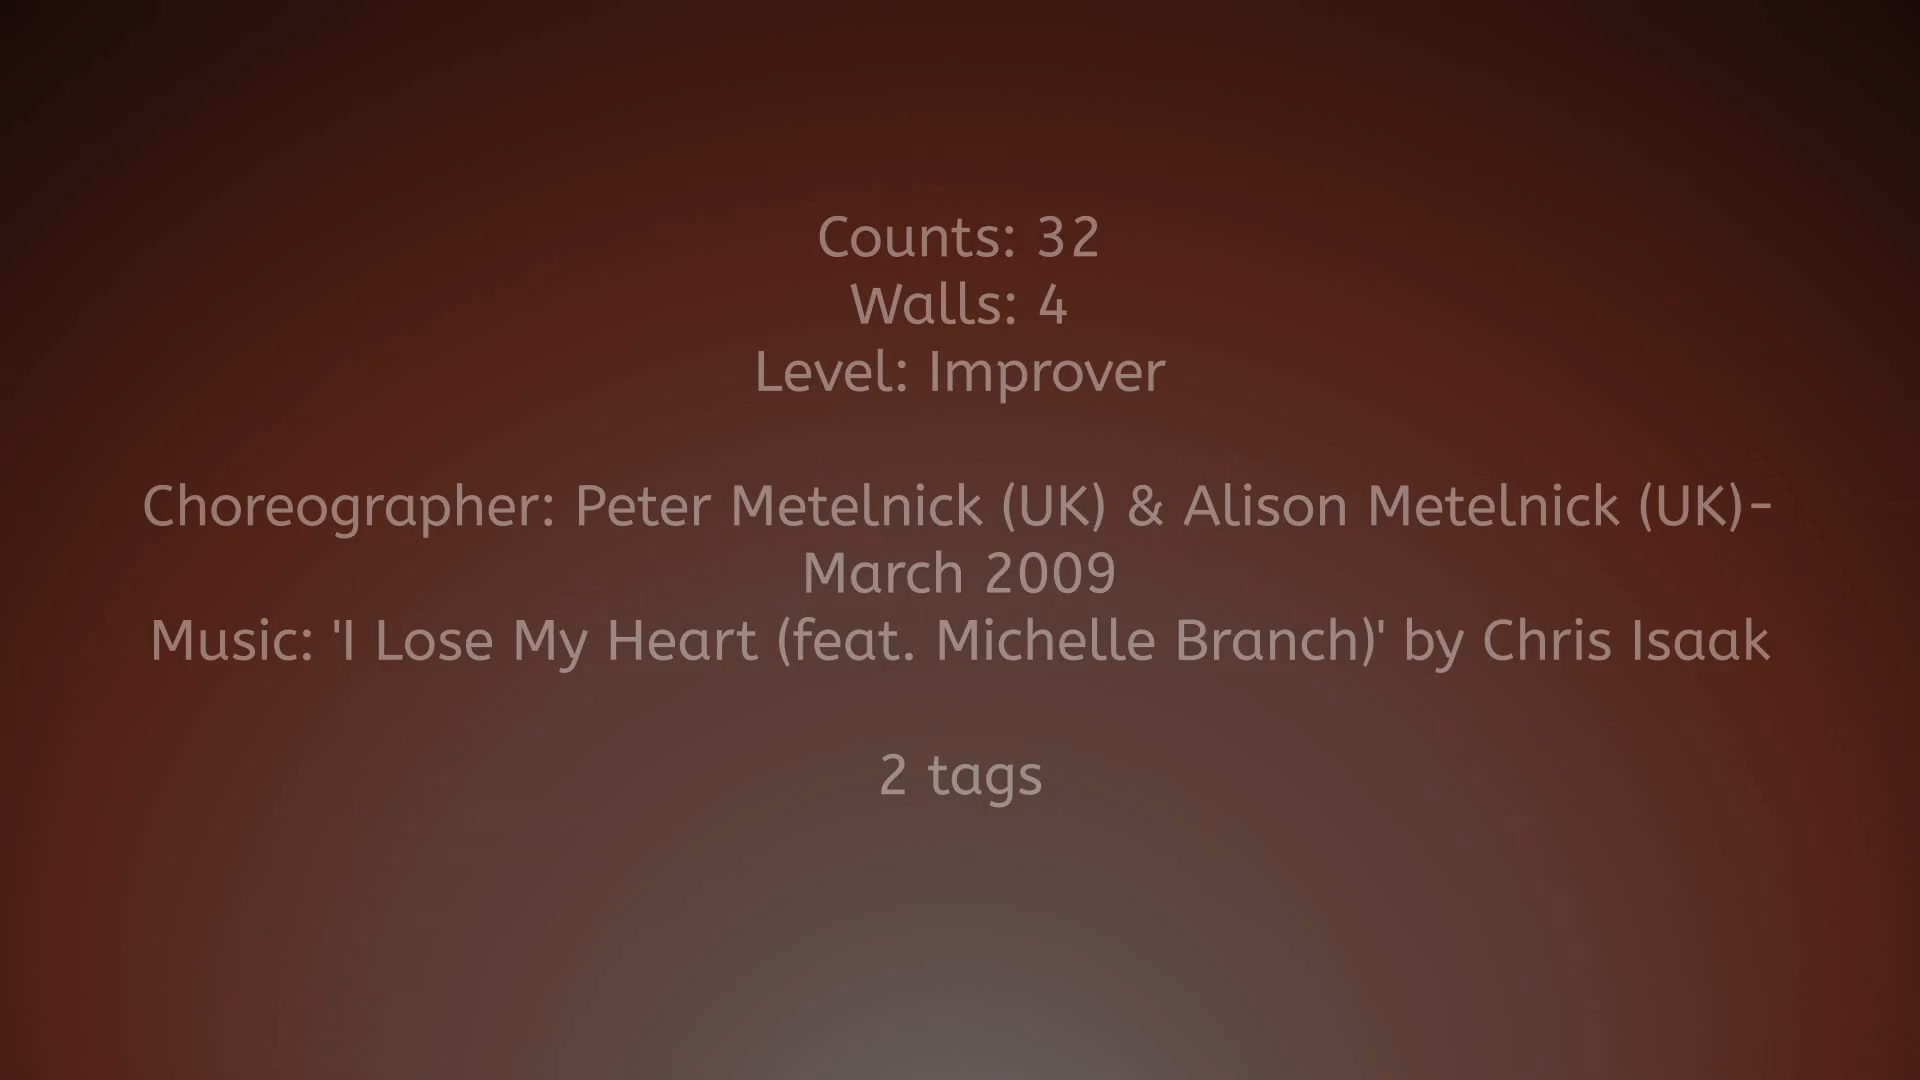 Counts: 32
Walls: 4
Level: Improver
Choreographer: Peter Metelnick (UK) & Alison Metelnick (UK)-
March 2009
Music: 'I Lose My Heart (feat. Michelle Branch)' by Chris Isaak
2 tags